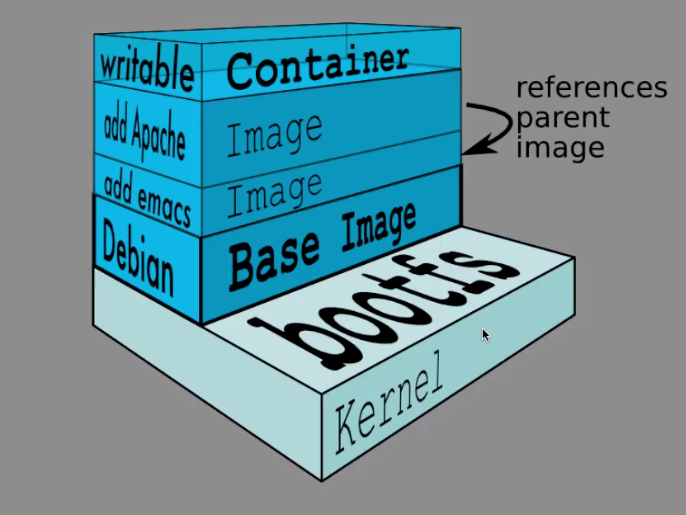 writable Container
add Apache Image
add emacs Image
Debian Base Image
bootfs
Kernel
references
parent
image